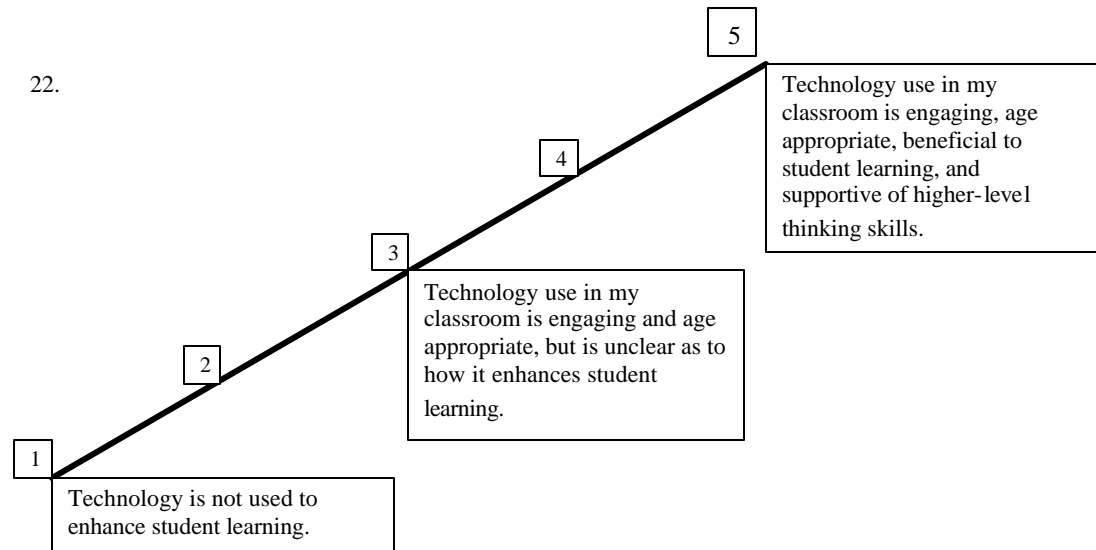 22.
5
Technology use in my
classroom is engaging, age
appropriate, beneficial to
student learning, and
supportive of higher-level
thinking skills.
4
3
Technology use in my
classroom is engaging and age
appropriate, but is unclear as to
how it enhances student
learning.
2
1
Technology is not used to
enhance student learning.